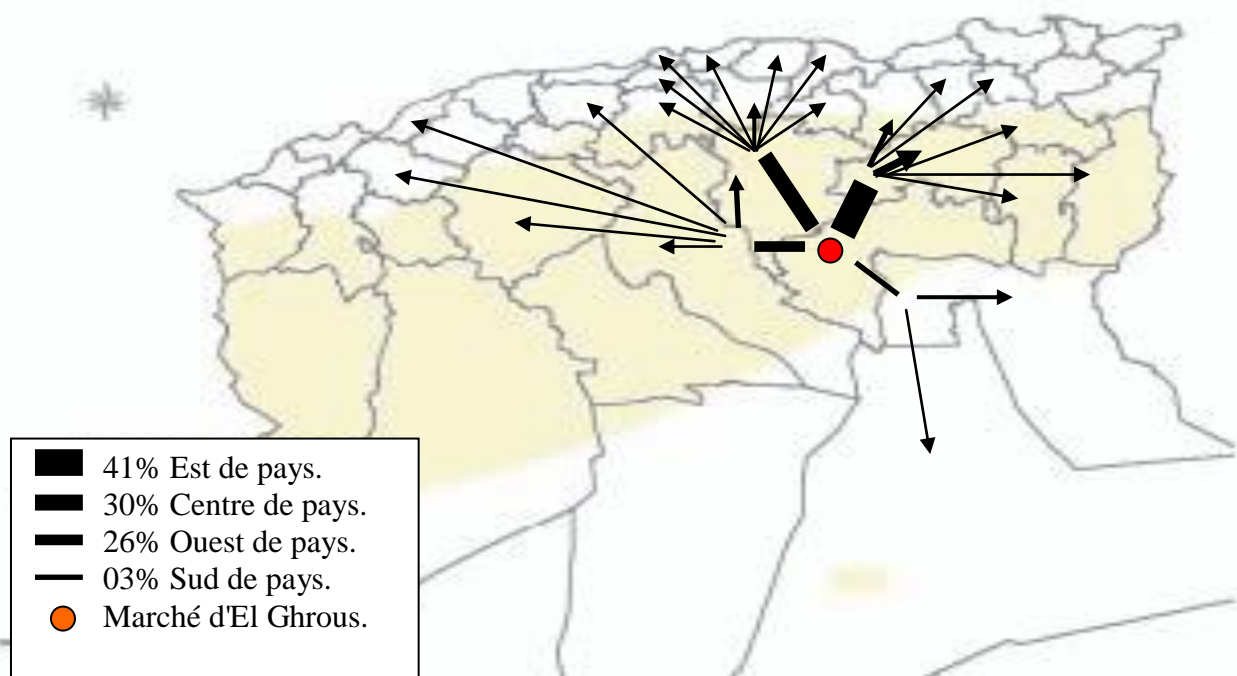 41% Est de pays.
30% Centre de pays.
26% Ouest de pays.
03% Sud de pays.
Marché d'El Ghrous.